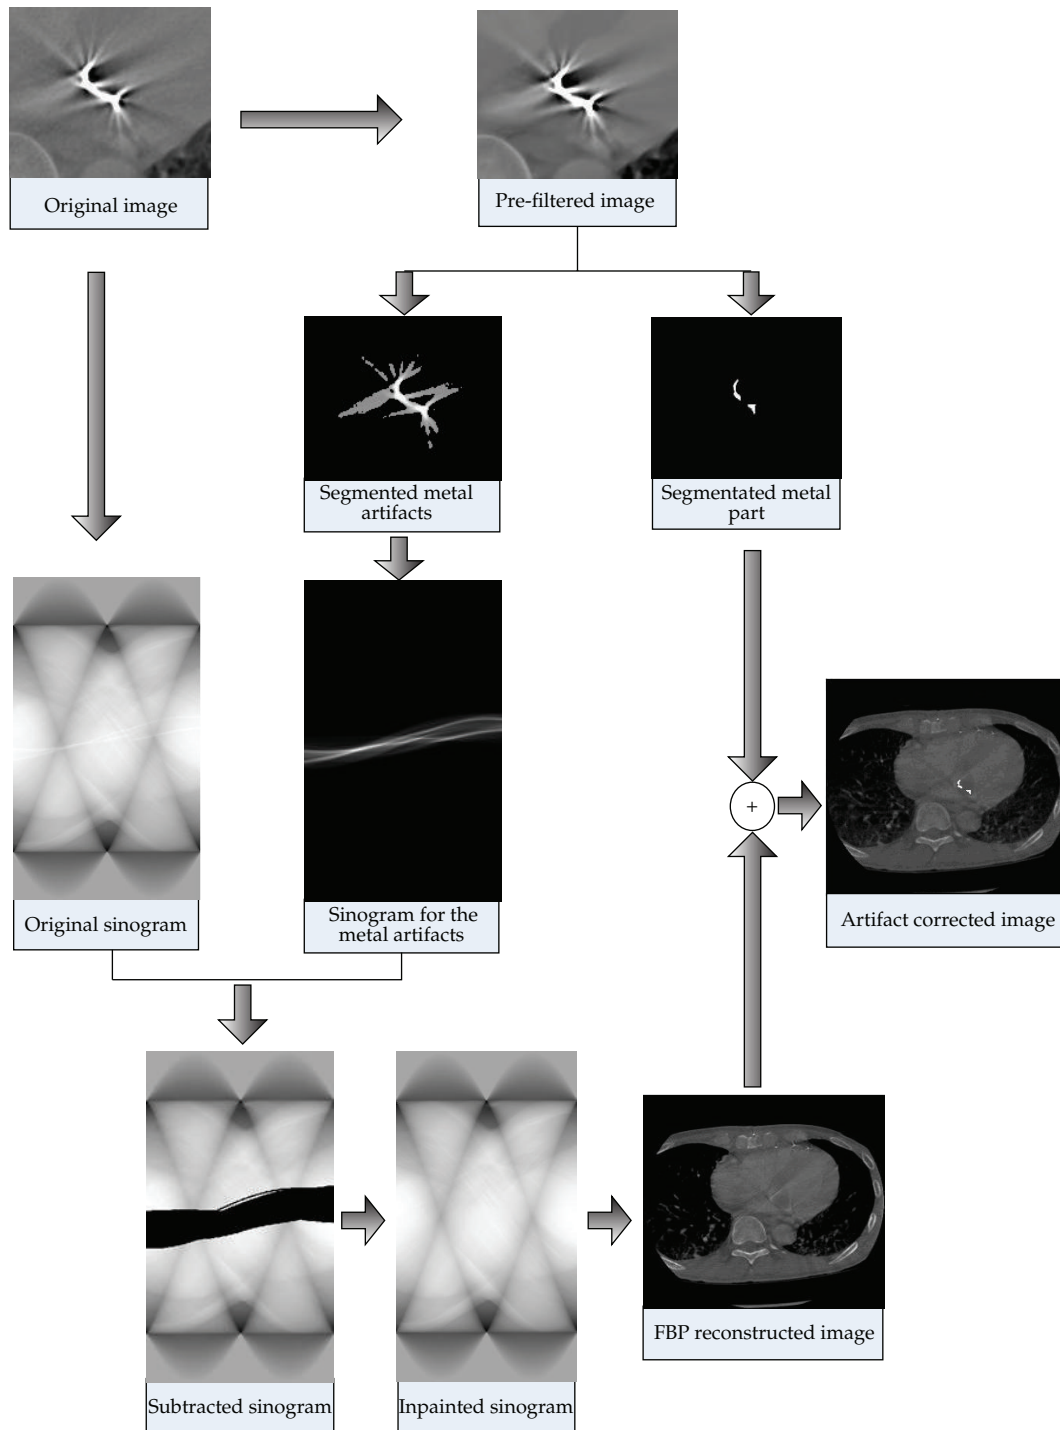 Original image
Pre-filtered image
Segmented metal
artifacts
Segmentated metal
part
Original sinogram
Sinogram for the
metal artifacts
+
Artifact corrected image
Subtracted sinogram
Inpainted sinogram
FBP reconstructed image